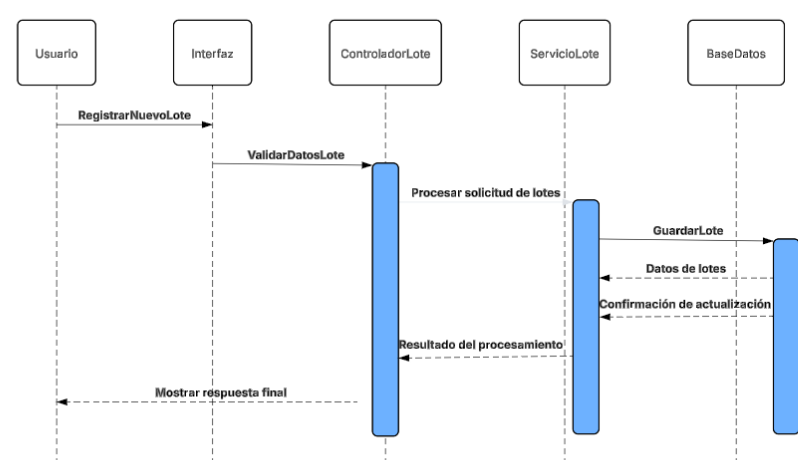 Usuario
Interfaz
ControladorLote
ServicioLote
BaseDatos
RegistrarNuevoLote
ValidarDatosLote
Procesar solicitud de lotes
GuardarLote
Datos de lotes
Confirmación de actualización
Resultado del procesamiento
Mostrar respuesta final